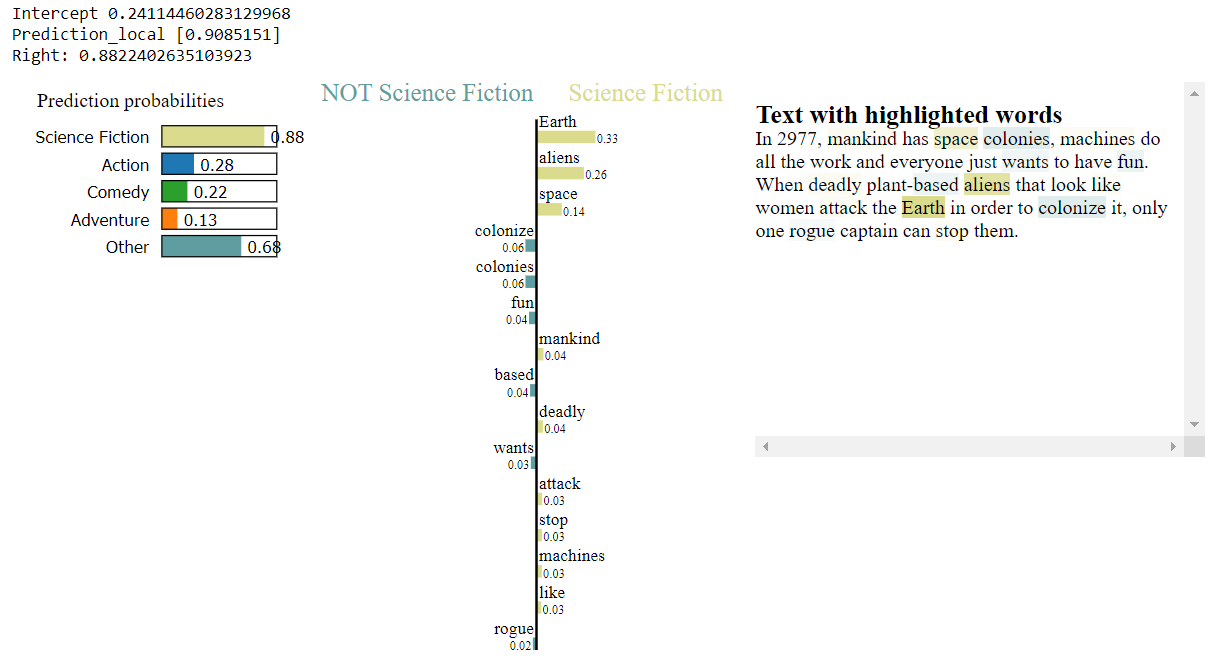 Intercept 0.24114460283129968
Prediction_local [0.9085151]
Right: 0.8822402635103923
Prediction probabilities
Science Fiction 0.88
Action 0.28
Comedy 0.22
Adventure 0.13
Other 0.68
NOT Science Fiction Science Fiction
Earth
0.33
aliens
0.26
space
0.14
colonize
0.06
colonies
0.06
fun
0.04
mankind
0.04
based
0.04
deadly
0.04
wants
0.03
attack
0.03
stop
0.03
machines
0.03
like
0.03
rogue
0.02
Text with highlighted words
In 2977, mankind has space colonies, machines do
all the work and everyone just wants to have fun.
When deadly plant-based aliens that look like
women attack the Earth in order to colonize it, only
one rogue captain can stop them.